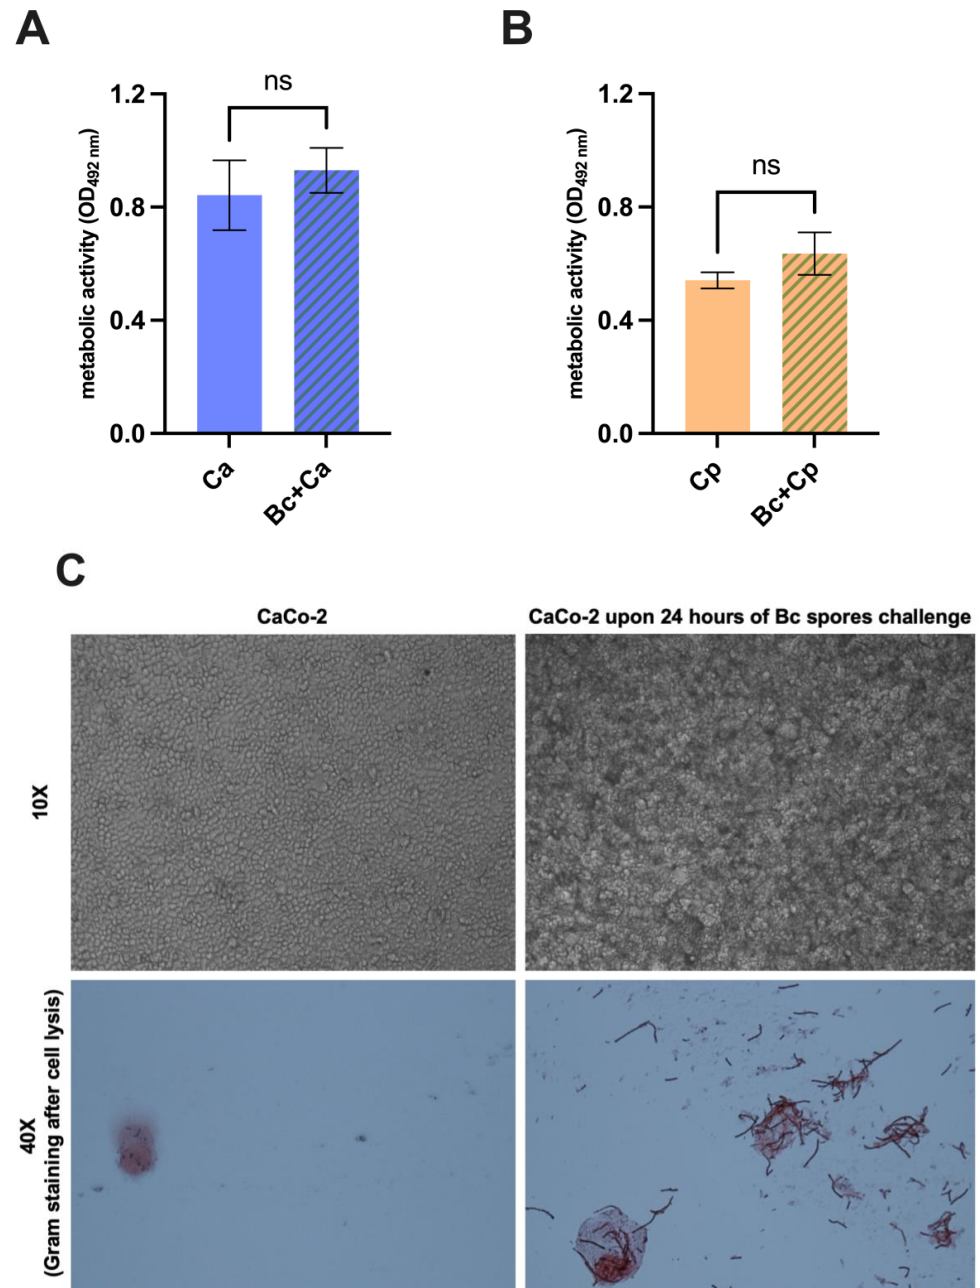 A
B
ns
ns
1.2
0.8
0.4
0.0
metabolic activity (OD492 nm)
Ca
Bc+Ca
1.2
0.8
0.4
0.0
metabolic activity (OD492 nm)
Cp
Bc+Cp
C
CaCo-2
CaCo-2 upon 24 hours of Bc spores challenge
10X
40X
(Gram staining after cell lysis)